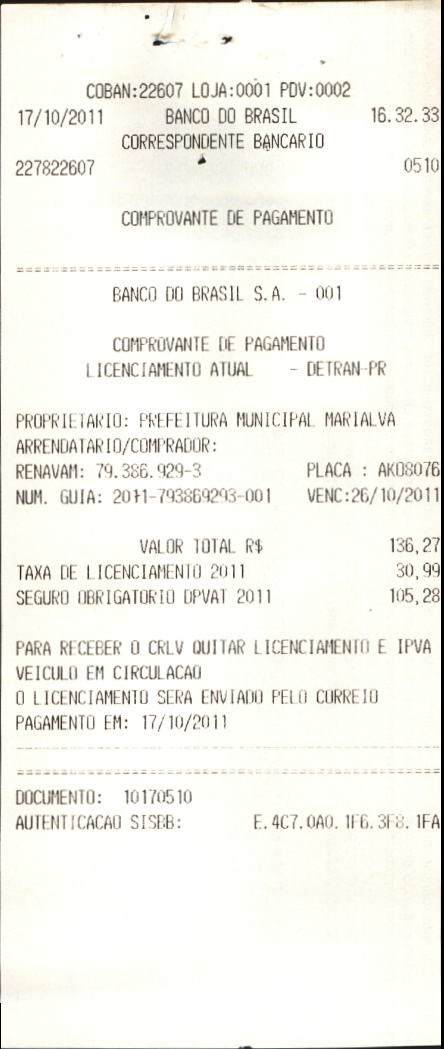 COBAN:22607 LOJA:0001 PDV:0002
17/10/2011 BANCO DO BRASIL 16.32.33
CORRESPONDENTE BANCARIO
227822607 0510
COMPROVANTE DE PAGAMENTO
BANCO DO BRASIL S.A. - 001
COMPROVANTE DE PAGAMENTO
LICENCIAMENTO ATUAL - DETRAN-PR
PROPRIETARIO: PREFEITURA MUNICIPAL MARIALVA
ARRENDATARIO/COMPRADOR:
RENAVAM: 79.386.929-3 PLACA : AKO8076
NUM. GUIA: 2011-793869293-001 VENC:26/10/2011
VALOR TOTAL R$ 136,27
TAXA DE LICENCIAMENTO 2011 30,99
SEGURO OBRIGATORIO DPVAT 2011 105,28
PARA RECEBER O CRLV QUITAR LICENCIAMENTO E IPVA
VEICULO EM CIRCULACAO
O LICENCIAMENTO SERA ENVIADO PELO CORREIO
PAGAMENTO EM: 17/10/2011
DOCUMENTO: 10170510
AUTENTICACAO SISBB: E.4C7.0A0.1F6.3F8.1FA